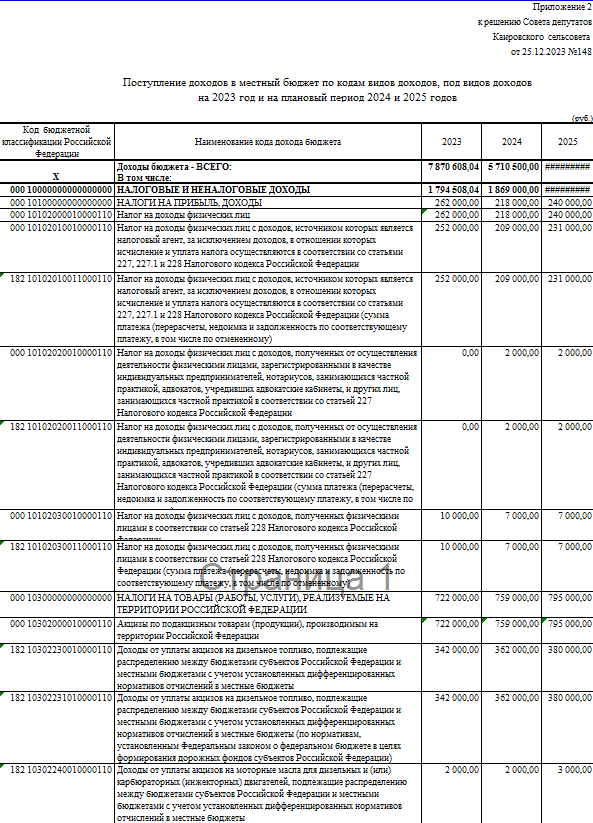 Приложение 2
к решению Совета депутатов
Каировского сельсовета
от 25.12.2023 №148
Поступление доходов в местный бюджет по кодам видов доходов, под видов доходов
на 2023 год и на плановый период 2024 и 2025 годов
(руб.)
Код бюджетной
классификации Российской
Федерации
Наименование кода дохода бюджета
2023
2024
2025
Доходы бюджета - ВСЕГО: 7 870 608,04 5 710 500,00 #########
X В том числе:
000 10000000000000000 НАЛОГОВЫЕ И НЕНАЛОГОВЫЕ ДОХОДЫ 1 794 508,04 1 869 000,00 #########
000 10100000000000000 НАЛОГИ НА ПРИБЫЛЬ, ДОХОДЫ 262 000,00 218 000,00 240 000,00
000 10102000010000110 Налог на доходы физических лиц 262 000,00 218 000,00 240 000,00
000 10102010010000110 Налог на доходы физических лиц с доходов, источником которых является 252 000,00 209 000,00 231 000,00
налоговый агент, за исключением доходов, в отношении которых
исчисление и уплата налога осуществляются в соответствии со статьями
227, 227.1 и 228 Налогового кодекса Российской Федерации
182 10102010011000110 Налог на доходы физических лиц с доходов, источником которых является 252 000,00 209 000,00 231 000,00
налоговый агент, за исключением доходов, в отношении которых
исчисление и уплата налога осуществляются в соответствии со статьями
227, 227.1 и 228 Налогового кодекса Российской Федерации (сумма
платежа (перерасчеты, недоимка и задолженность по соответствующему
платежу, в том числе по отмененному)
000 10102020010000110 Налог на доходы физических лиц с доходов, полученных от осуществления 0,00 2 000,00 2 000,00
деятельности физическими лицами, зарегистрированными в качестве
индивидуальных предпринимателей, нотариусов, занимающихся частной
практикой, адвокатов, учредивших адвокатские кабинеты, и других лиц,
занимающихся частной практикой в соответствии со статьей 227
Налогового кодекса Российской Федерации
182 10102020011000110 Налог на доходы физических лиц с доходов, полученных от осуществления 0,00 2 000,00 2 000,00
деятельности физическими лицами, зарегистрированными в качестве
индивидуальных предпринимателей, нотариусов, занимающихся частной
практикой, адвокатов, учредивших адвокатские кабинеты, и других лиц,
занимающихся частной практикой в соответствии со статьей 227
Налогового кодекса Российской Федерации (сумма платежа (перерасчеты,
недоимка и задолженность по соответствующему платежу, в том числе по
000 10102030010000110 Налог на доходы физических лиц с доходов, полученных физическими 10 000,00 7 000,00 7 000,00
лицами в соответствии со статьей 228 Налогового кодекса Российской
Федерации
182 10102030011000110 Налог на доходы физических лиц с доходов, полученных физическими 10 000,00 7 000,00 7 000,00
лицами в соответствии со статьей 228 Налогового кодекса Российской
Федерации (сумма платежа (перерасчеты, недоимка и задолженность по
соответствующему платежу, в том числе по отмененному)
Страница 1
000 10300000000000000 НАЛОГИ НА ТОВАРЫ (РАБОТЫ, УСЛУГИ), РЕАЛИЗУЕМЫЕ НА 722 000,00 759 000,00 795 000,00
ТЕРРИТОРИИ РОССИЙСКОЙ ФЕДЕРАЦИИ
000 10302000010000110 Акцизы по подакцизным товарам (продукции), производимым на 722 000,00 759 000,00 795 000,00
территории Российской Федерации
182 10302230010000110 Доходы от уплаты акцизов на дизельное топливо, подлежащие 342 000,00 362 000,00 380 000,00
распределению между бюджетами субъектов Российской Федерации и
местными бюджетами с учетом установленных дифференцированных
нормативов отчислений в местные бюджеты
182 10302231010000110 Доходы от уплаты акцизов на дизельное топливо, подлежащие 342 000,00 362 000,00 380 000,00
распределению между бюджетами субъектов Российской Федерации и
местными бюджетами с учетом установленных дифференцированных
нормативов отчислений в местные бюджеты (по нормативам,
установленным Федеральным законом о федеральном бюджете в целях
формирования дорожных фондов субъектов Российской Федерации)
182 10302240010000110 Доходы от уплаты акцизов на моторные масла для дизельных и (или) 2 000,00 2 000,00 3 000,00
карбюраторных (инжекторных) двигателей, подлежащие распределению
между бюджетами субъектов Российской Федерации и местными
бюджетами с учетом установленных дифференцированных нормативов
отчислений в местные бюджеты